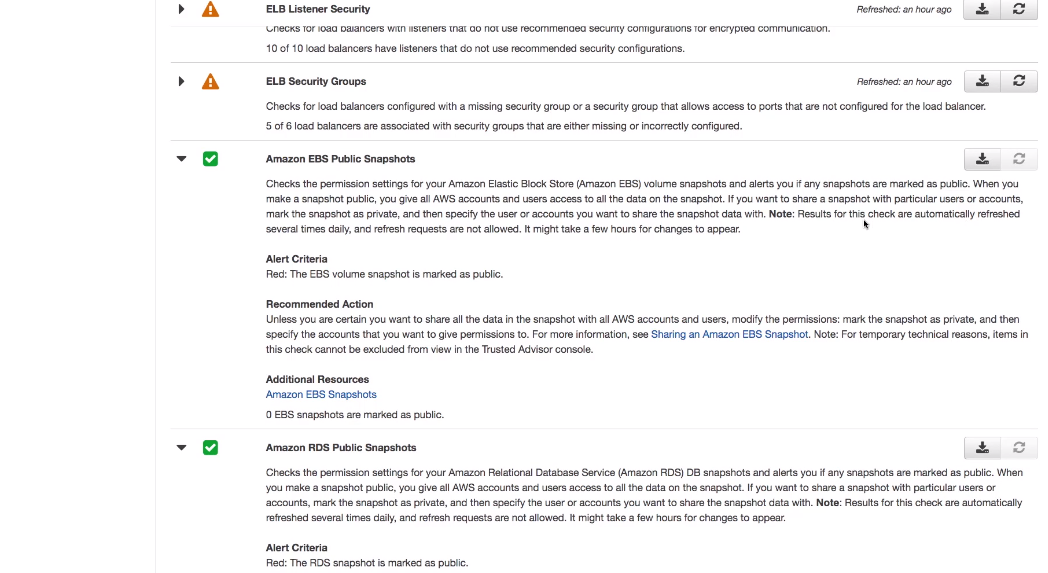 ELB Listener Security
Refreshed: an hour ago
Checks for load balancers with listeners that do not use recommended security configurations for encrypted communication.
10 of 10 load balancers have listeners that do not use recommended security configurations.
ELB Security Groups
Refreshed: an hour ago
Checks for load balancers configured with a missing security group or a security group that allows access to ports that are not configured for the load balancer.
5 of 6 load balancers are associated with security groups that are either missing or incorrectly configured.
Amazon EBS Public Snapshots
Checks the permission settings for your Amazon Elastic Block Store (Amazon EBS) volume snapshots and alerts you if any snapshots are marked as public. When you
make a snapshot public, you give all AWS accounts and users access to all the data on the snapshot. If you want to share a snapshot with particular users or accounts,
mark the snapshot as private, and then specify the user or accounts you want to share the snapshot data with. Note: Results for this check are automatically refreshed
several times daily, and refresh requests are not allowed. It might take a few hours for changes to appear.
Alert Criteria
Red: The EBS volume snapshot is marked as public.
Recommended Action
Unless you are certain you want to share all the data in the snapshot with all AWS accounts and users, modify the permissions: mark the snapshot as private, and then
specify the accounts that you want to give permissions to. For more information, see Sharing an Amazon EBS Snapshot. Note: For temporary technical reasons, items in
this check cannot be excluded from view in the Trusted Advisor console.
Additional Resources
Amazon EBS Snapshots
0 EBS snapshots are marked as public.
Amazon RDS Public Snapshots
Checks the permission settings for your Amazon Relational Database Service (Amazon RDS) DB snapshots and alerts you if any snapshots are marked as public. When
you make a snapshot public, you give all AWS accounts and users access to all the data on the snapshot. If you want to share a snapshot with particular users or
accounts, mark the snapshot as private, and then specify the user or accounts you want to share the snapshot data with. Note: Results for this check are automatically
refreshed several times daily, and refresh requests are not allowed. It might take a few hours for changes to appear.
Alert Criteria
Red: The RDS snapshot is marked as public.